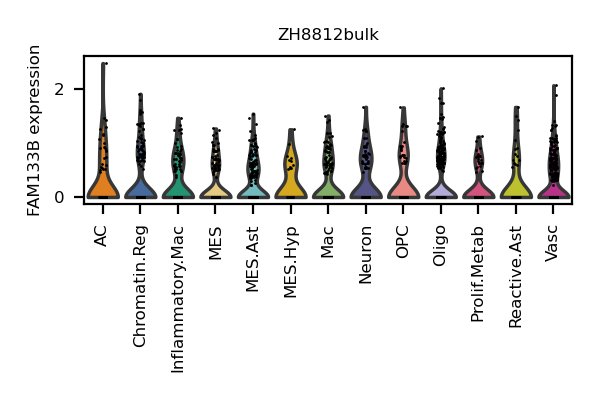 ZH8812bulk
FAM133B expression
2
0
AC
Chromatin.Reg
Inflammatory.Mac
MES
MES.Ast
MES.Hyp
Mac
Neuron
OPC
Oligo
Prolif.Metab
Reactive.Ast
Vasc